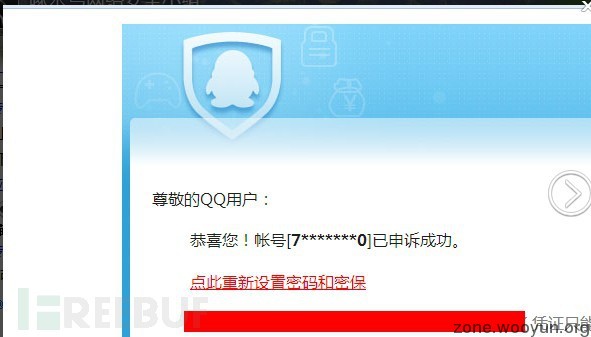 尊敬的QQ用户：
恭喜您！帐号[7*******0]已申诉成功。
点此重新设置密码和密保
凭证只能
REEBUF
zone.wooyun.org